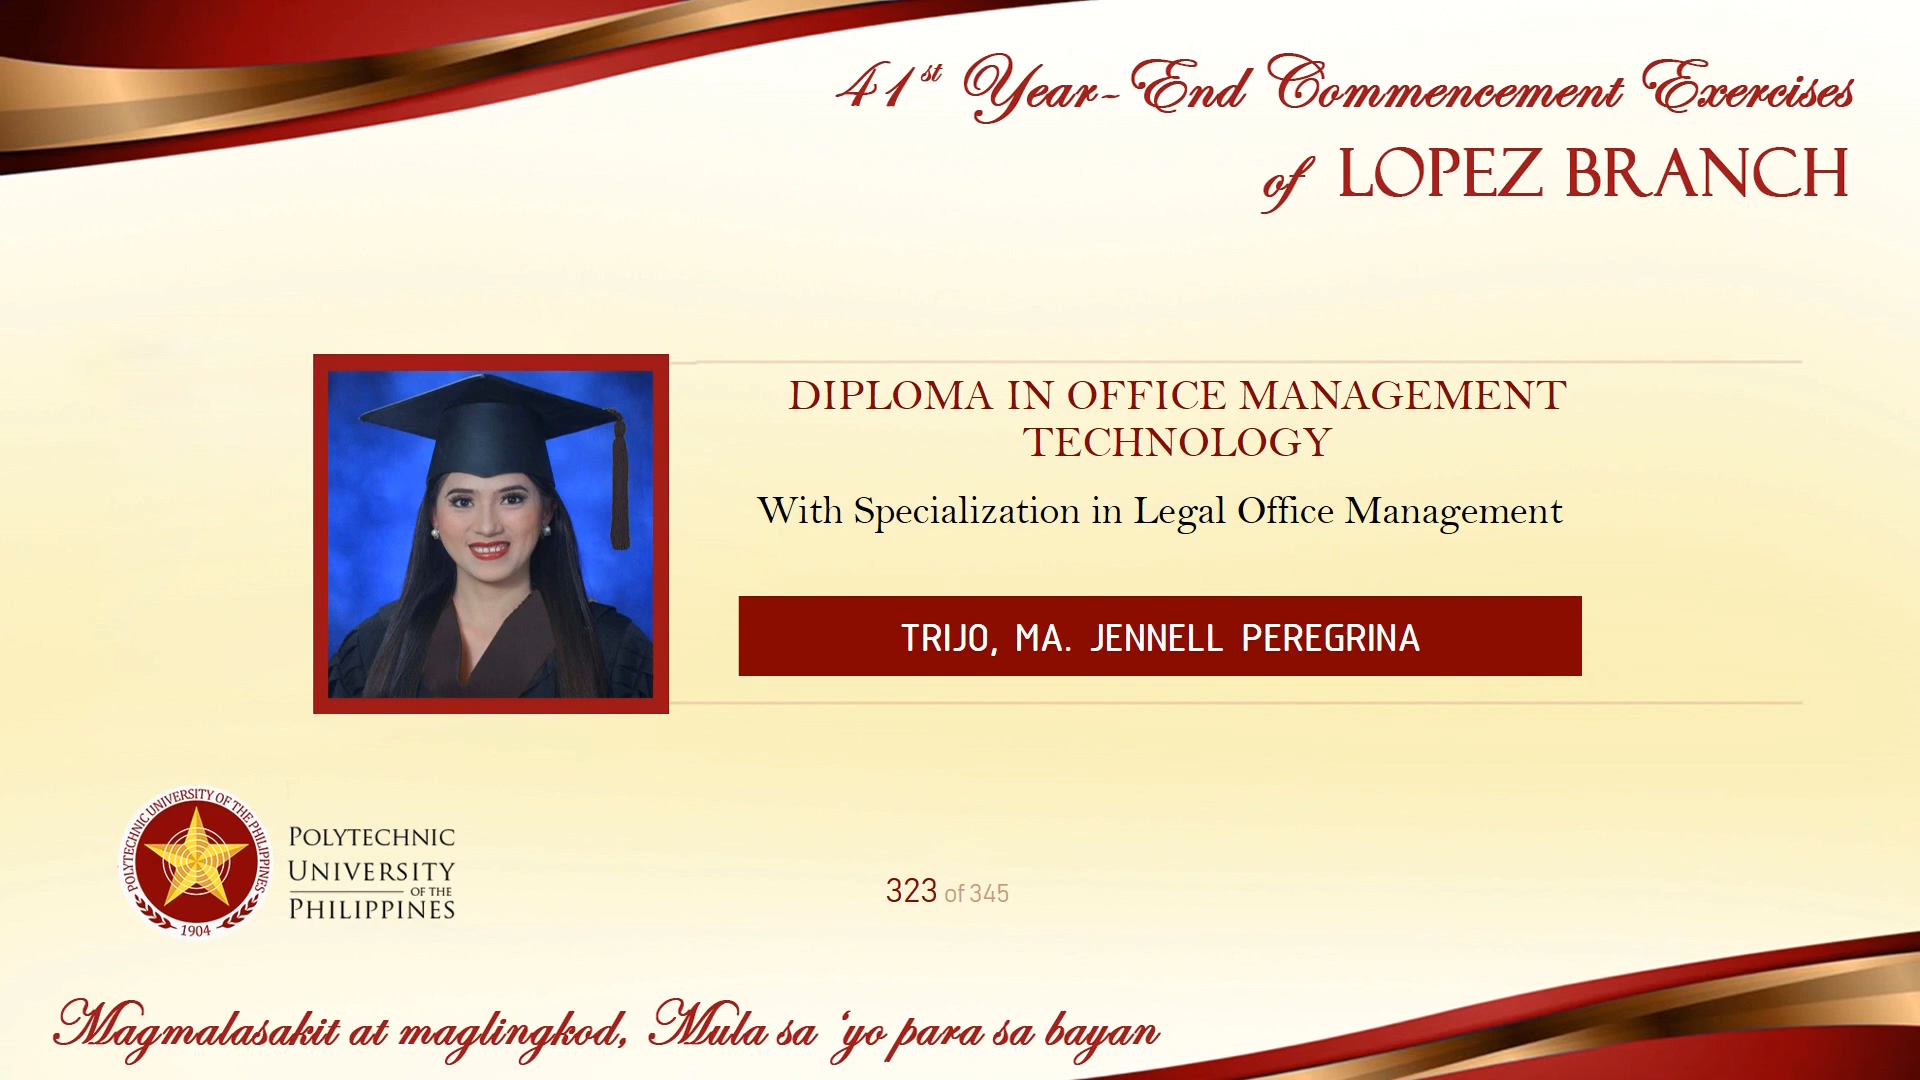 41st Year-End Commencement Exercises
of LOPEZ BRANCH
DIPLOMA IN OFFICE MANAGEMENT
TECHNOLOGY
With Specialization in Legal Office Management
TRIJO, MA. JENNELL PEREGRINA
POLYTECHNIC UNIVERSITY OF THE PHILIPPINES
1904
POLYTECHNIC
UNIVERSITY
OF THE
PHILIPPINES
323 of 345
Magmalasakit at maglingkod, Mula sa ‘yo para sa bayan